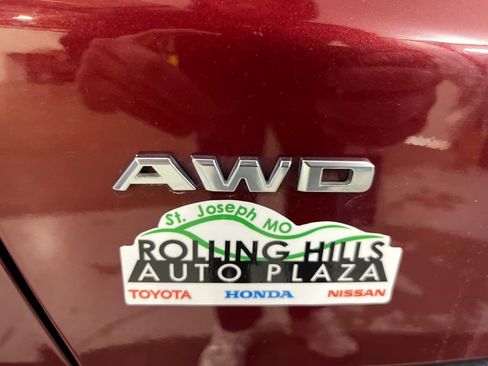 AWD
St. Joseph MO
ROLLING HILLS
AUTO PLAZA
TOYOTA HONDA NISSAN